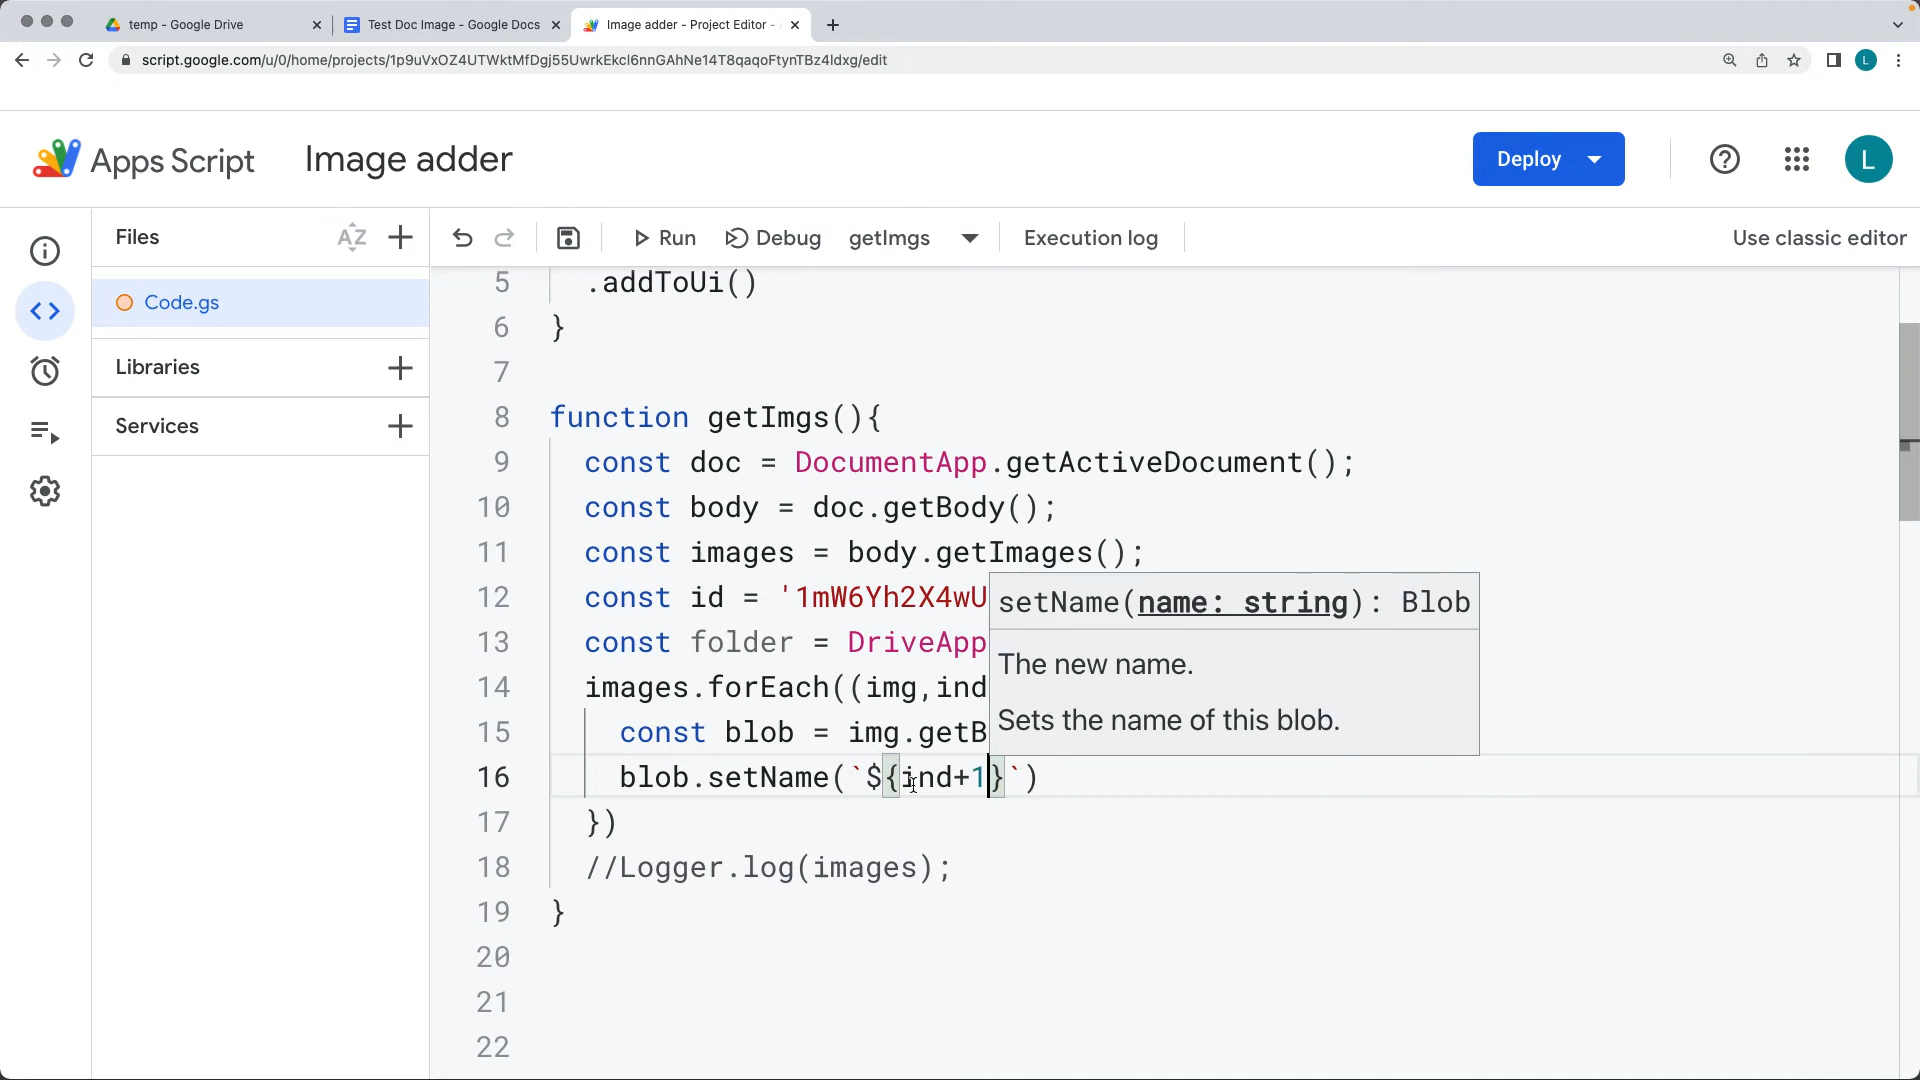 temp - Google Drive
Test Doc Image - Google Docs
Image adder - Project Editor -
script.google.com/u/0/home/projects/1p9uVxOZ4UTWktMfDgj55UwrkEkcl6nnGAhNe14T8qaqoFtynTBz4ldxg/edit
L
Apps Script
Image adder
Deploy
L
Files
AZ
Run
Debug
getImgs
Execution log
Use classic editor
Code.gs
Libraries
Services
5 .addToUi()
6 }
7
8 function getImgs(){
9 const doc = DocumentApp.getActiveDocument();
10 const body = doc.getBody();
11 const images = body.getImages();
12 const id = '1mW6Yh2X4wU
13 const folder = DriveApp
14 images.forEach((img,ind
15 const blob = img.getB
16 blob.setName(`${ind+1}`)
17 })
18 //Logger.log(images);
19 }
20
21
22
setName(name: string): Blob
The new name.
Sets the name of this blob.